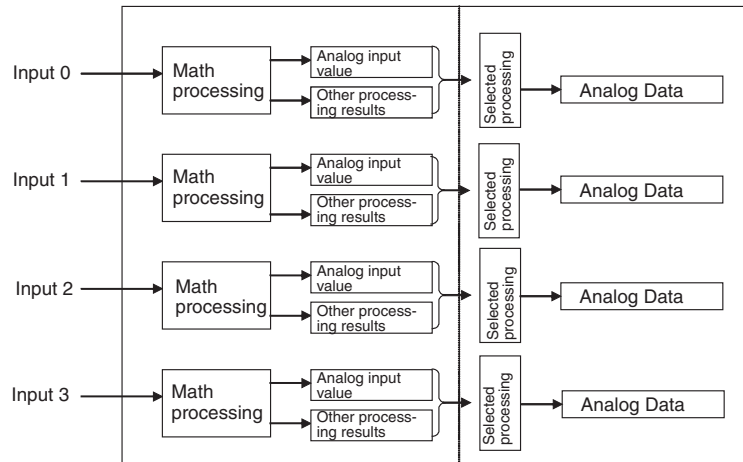 Input 0
Math
processing
Analog input
value
Other process-
ing results
Selected
processing
Analog Data
Input 1
Math
processing
Analog input
value
Other process-
ing results
Selected
processing
Analog Data
Input 2
Math
processing
Analog input
value
Other process-
ing results
Selected
processing
Analog Data
Input 3
Math
processing
Analog input
value
Other process-
ing results
Selected
processing
Analog Data